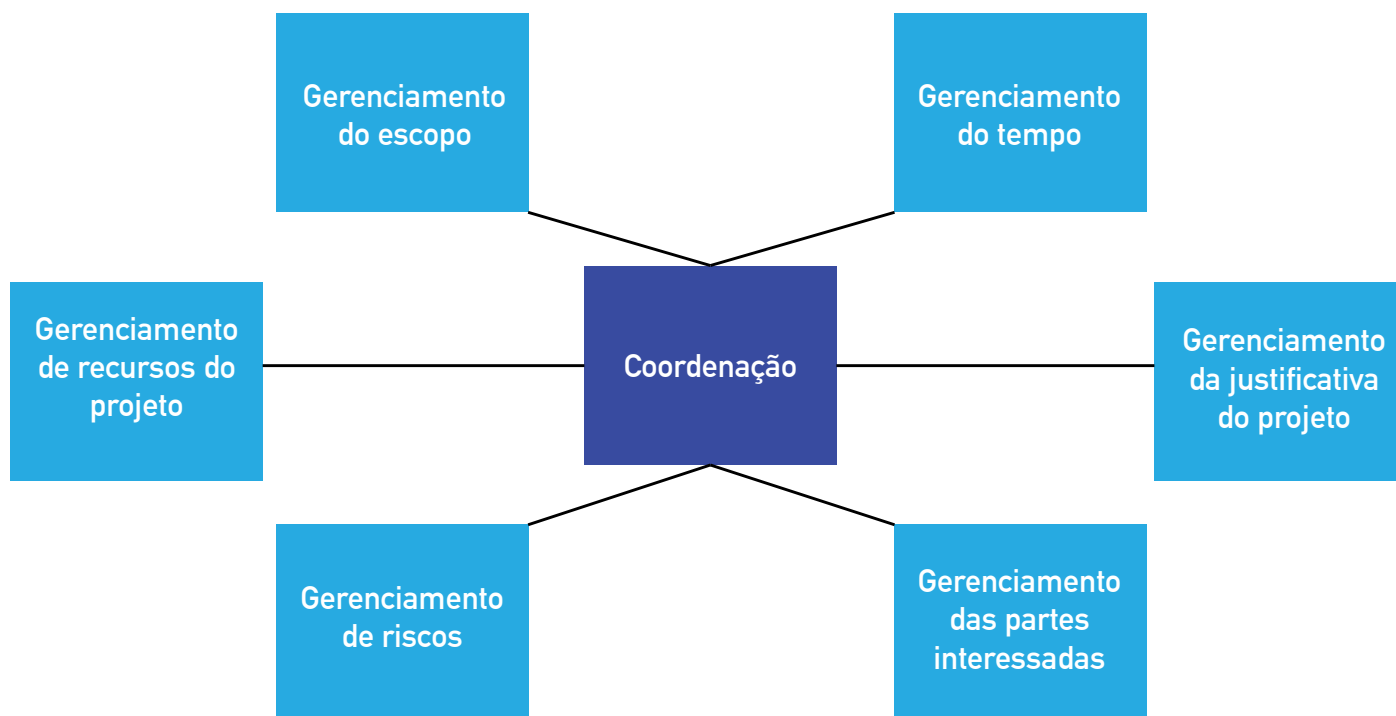 Gerenciamento
do escopo
Gerenciamento
do tempo
Gerenciamento
de recursos do
projeto
Coordenação
Gerenciamento
da justificativa
do projeto
Gerenciamento
de riscos
Gerenciamento
das partes
interessadas